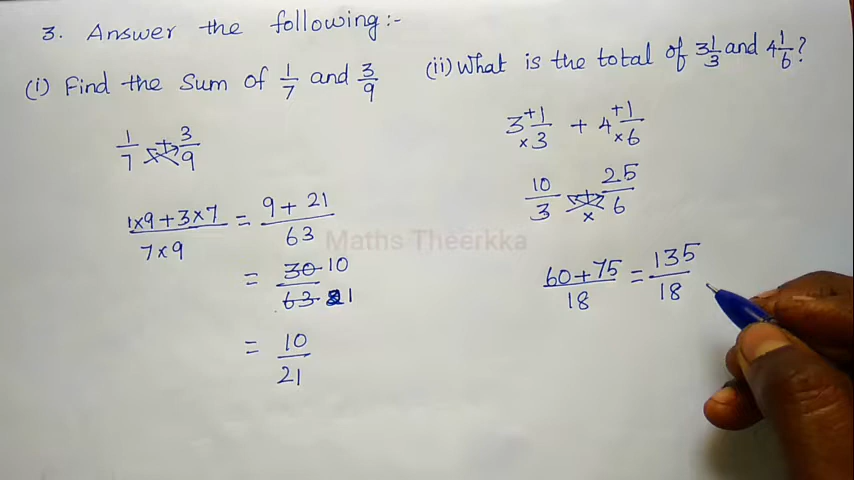 3. Answer the following:-
(i) Find the Sum of 1/7 and 3/9
1/7 + 3/9
1×9+3×7/7×9 = 9+21/63
= 30/63 10/21
= 10/21
(ii) What is the total of 3 1/3 and 4 1/6?
3 +1/×3 + 4 +1/×6
10/3 + 25/6
×
60+75/18 = 135/18
Maths Theerkka